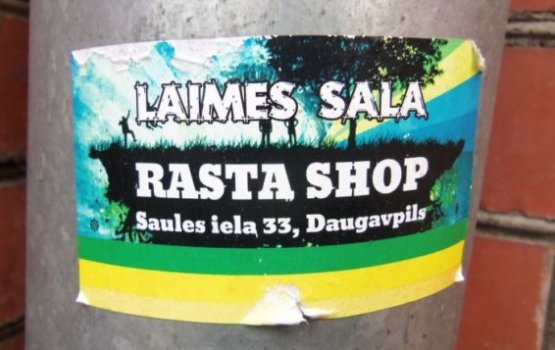 LAIMES SALA
RASTA SHOP
Saules iela 33, Daugavpils